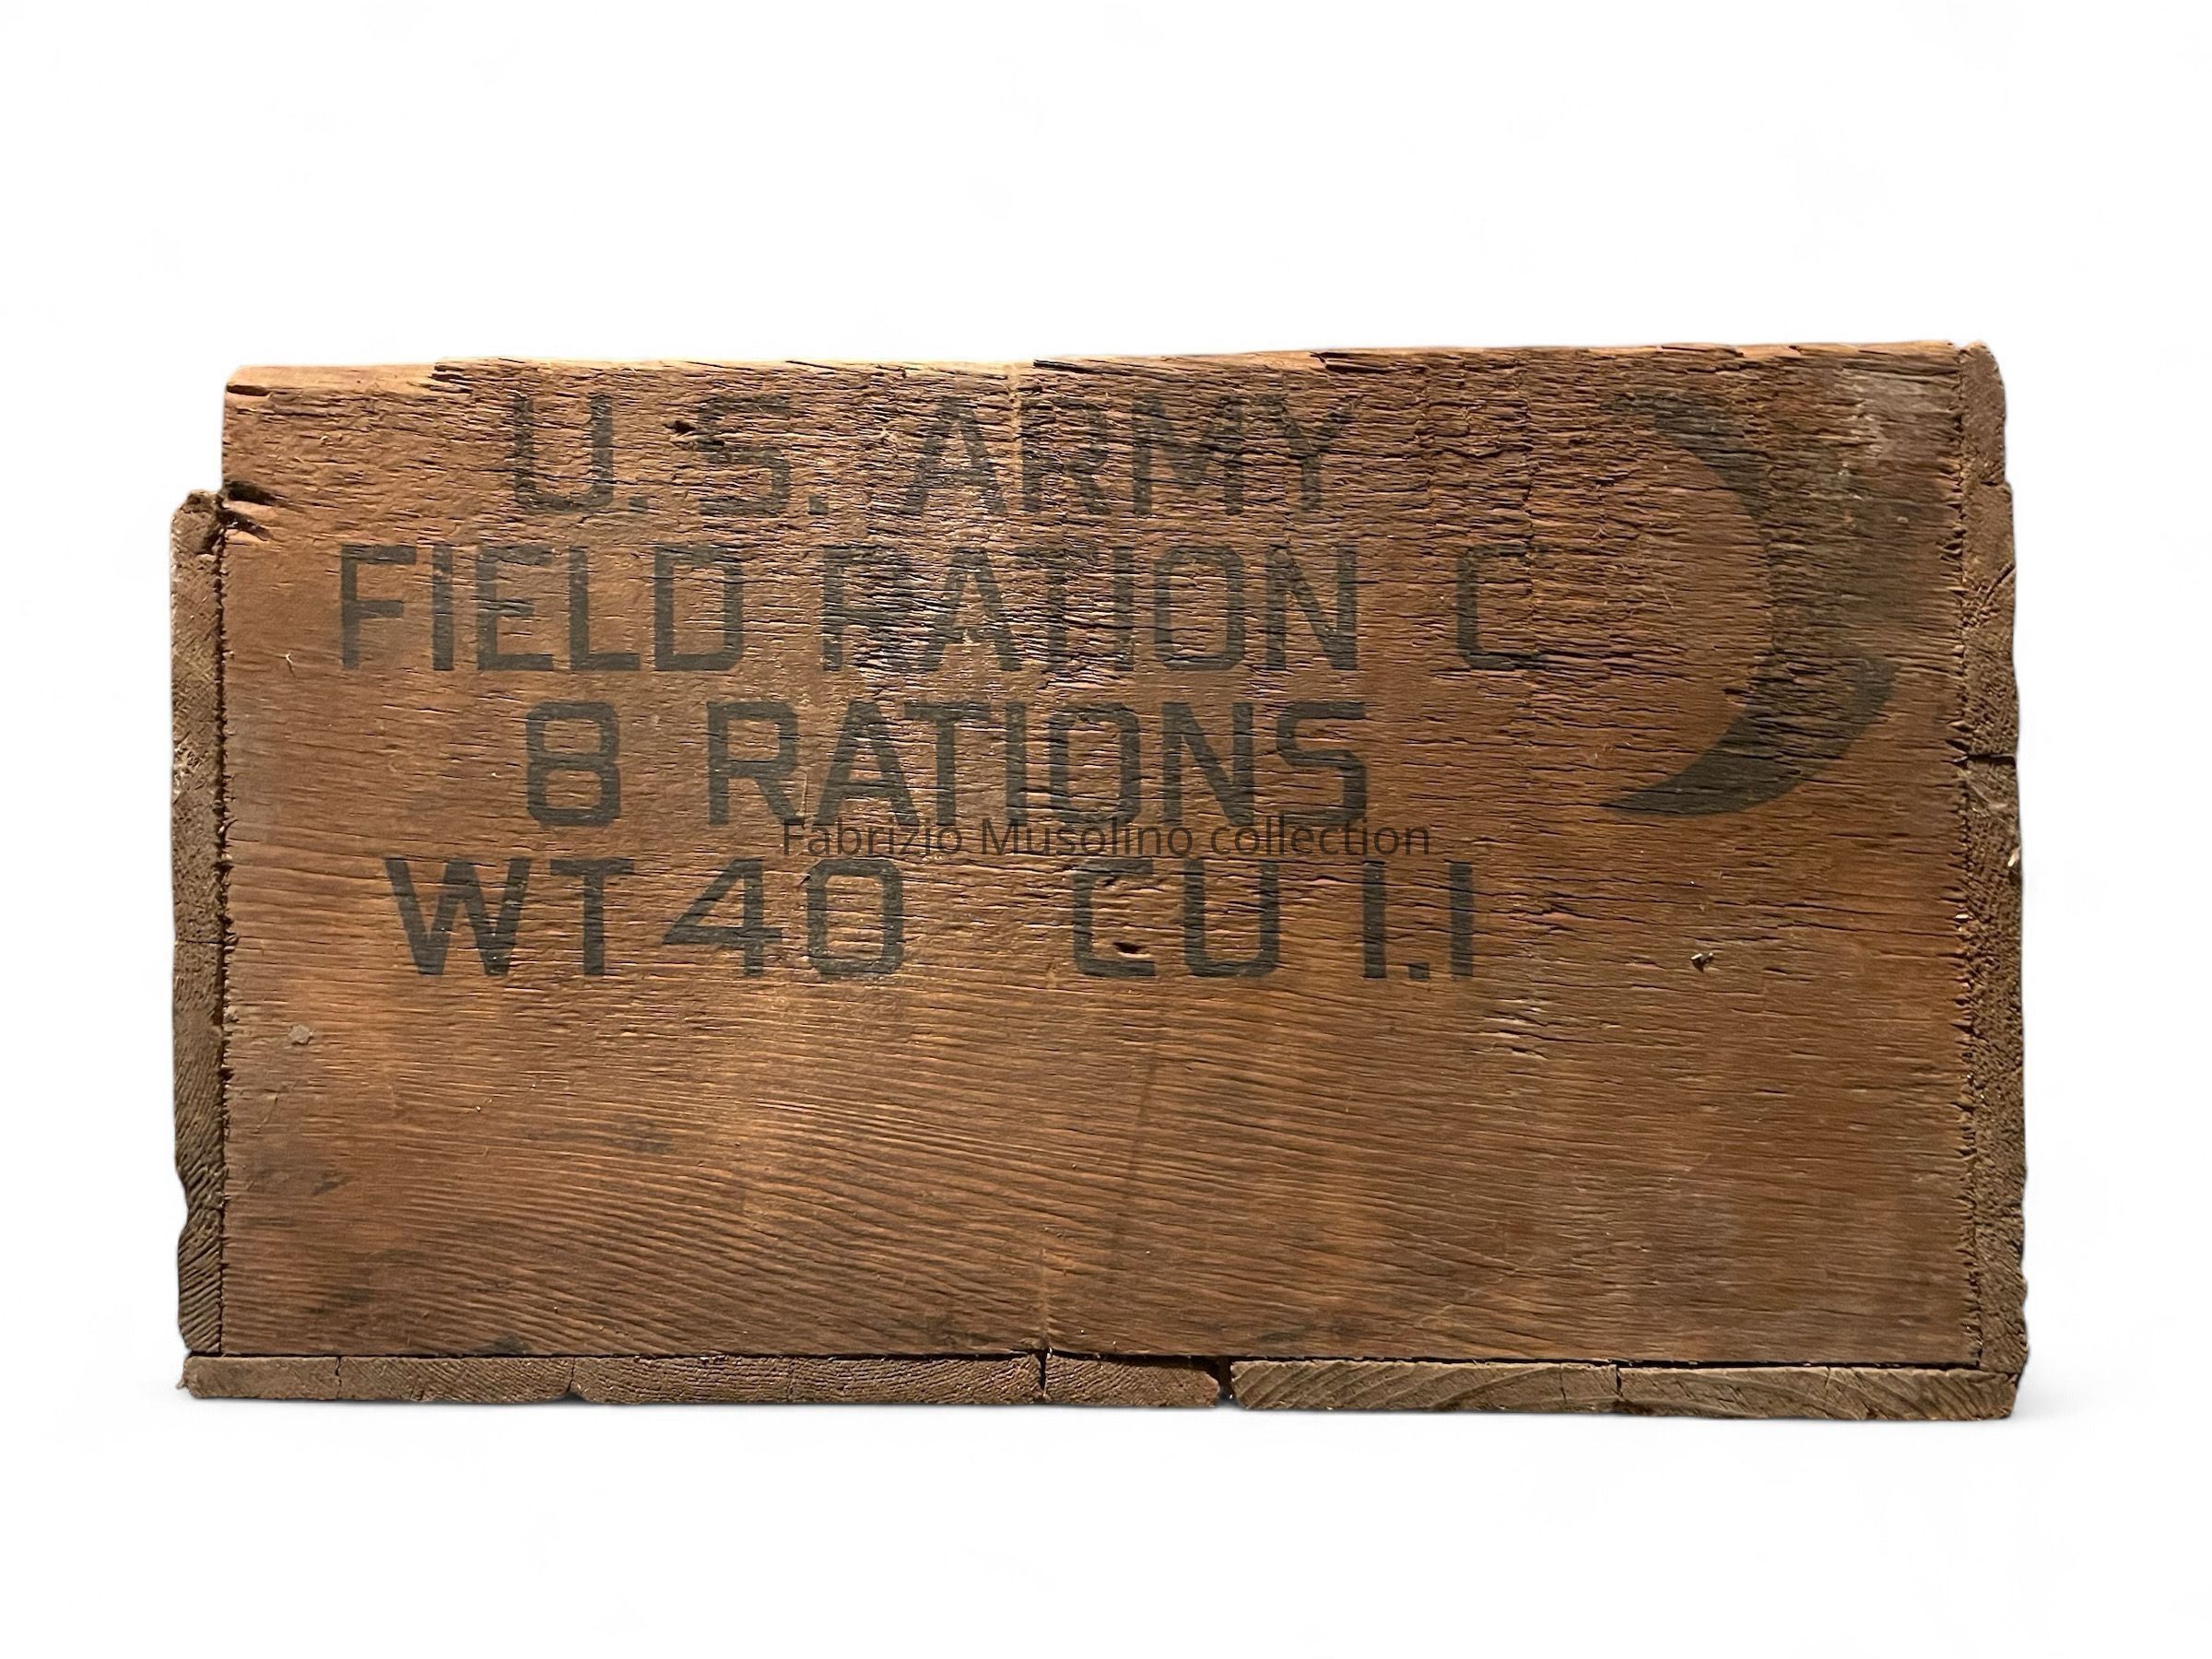 U.S. ARMY
FIELD RATION C
8 RATIONS
Fabrizio Musolino collection
WT 40 CU 1.1